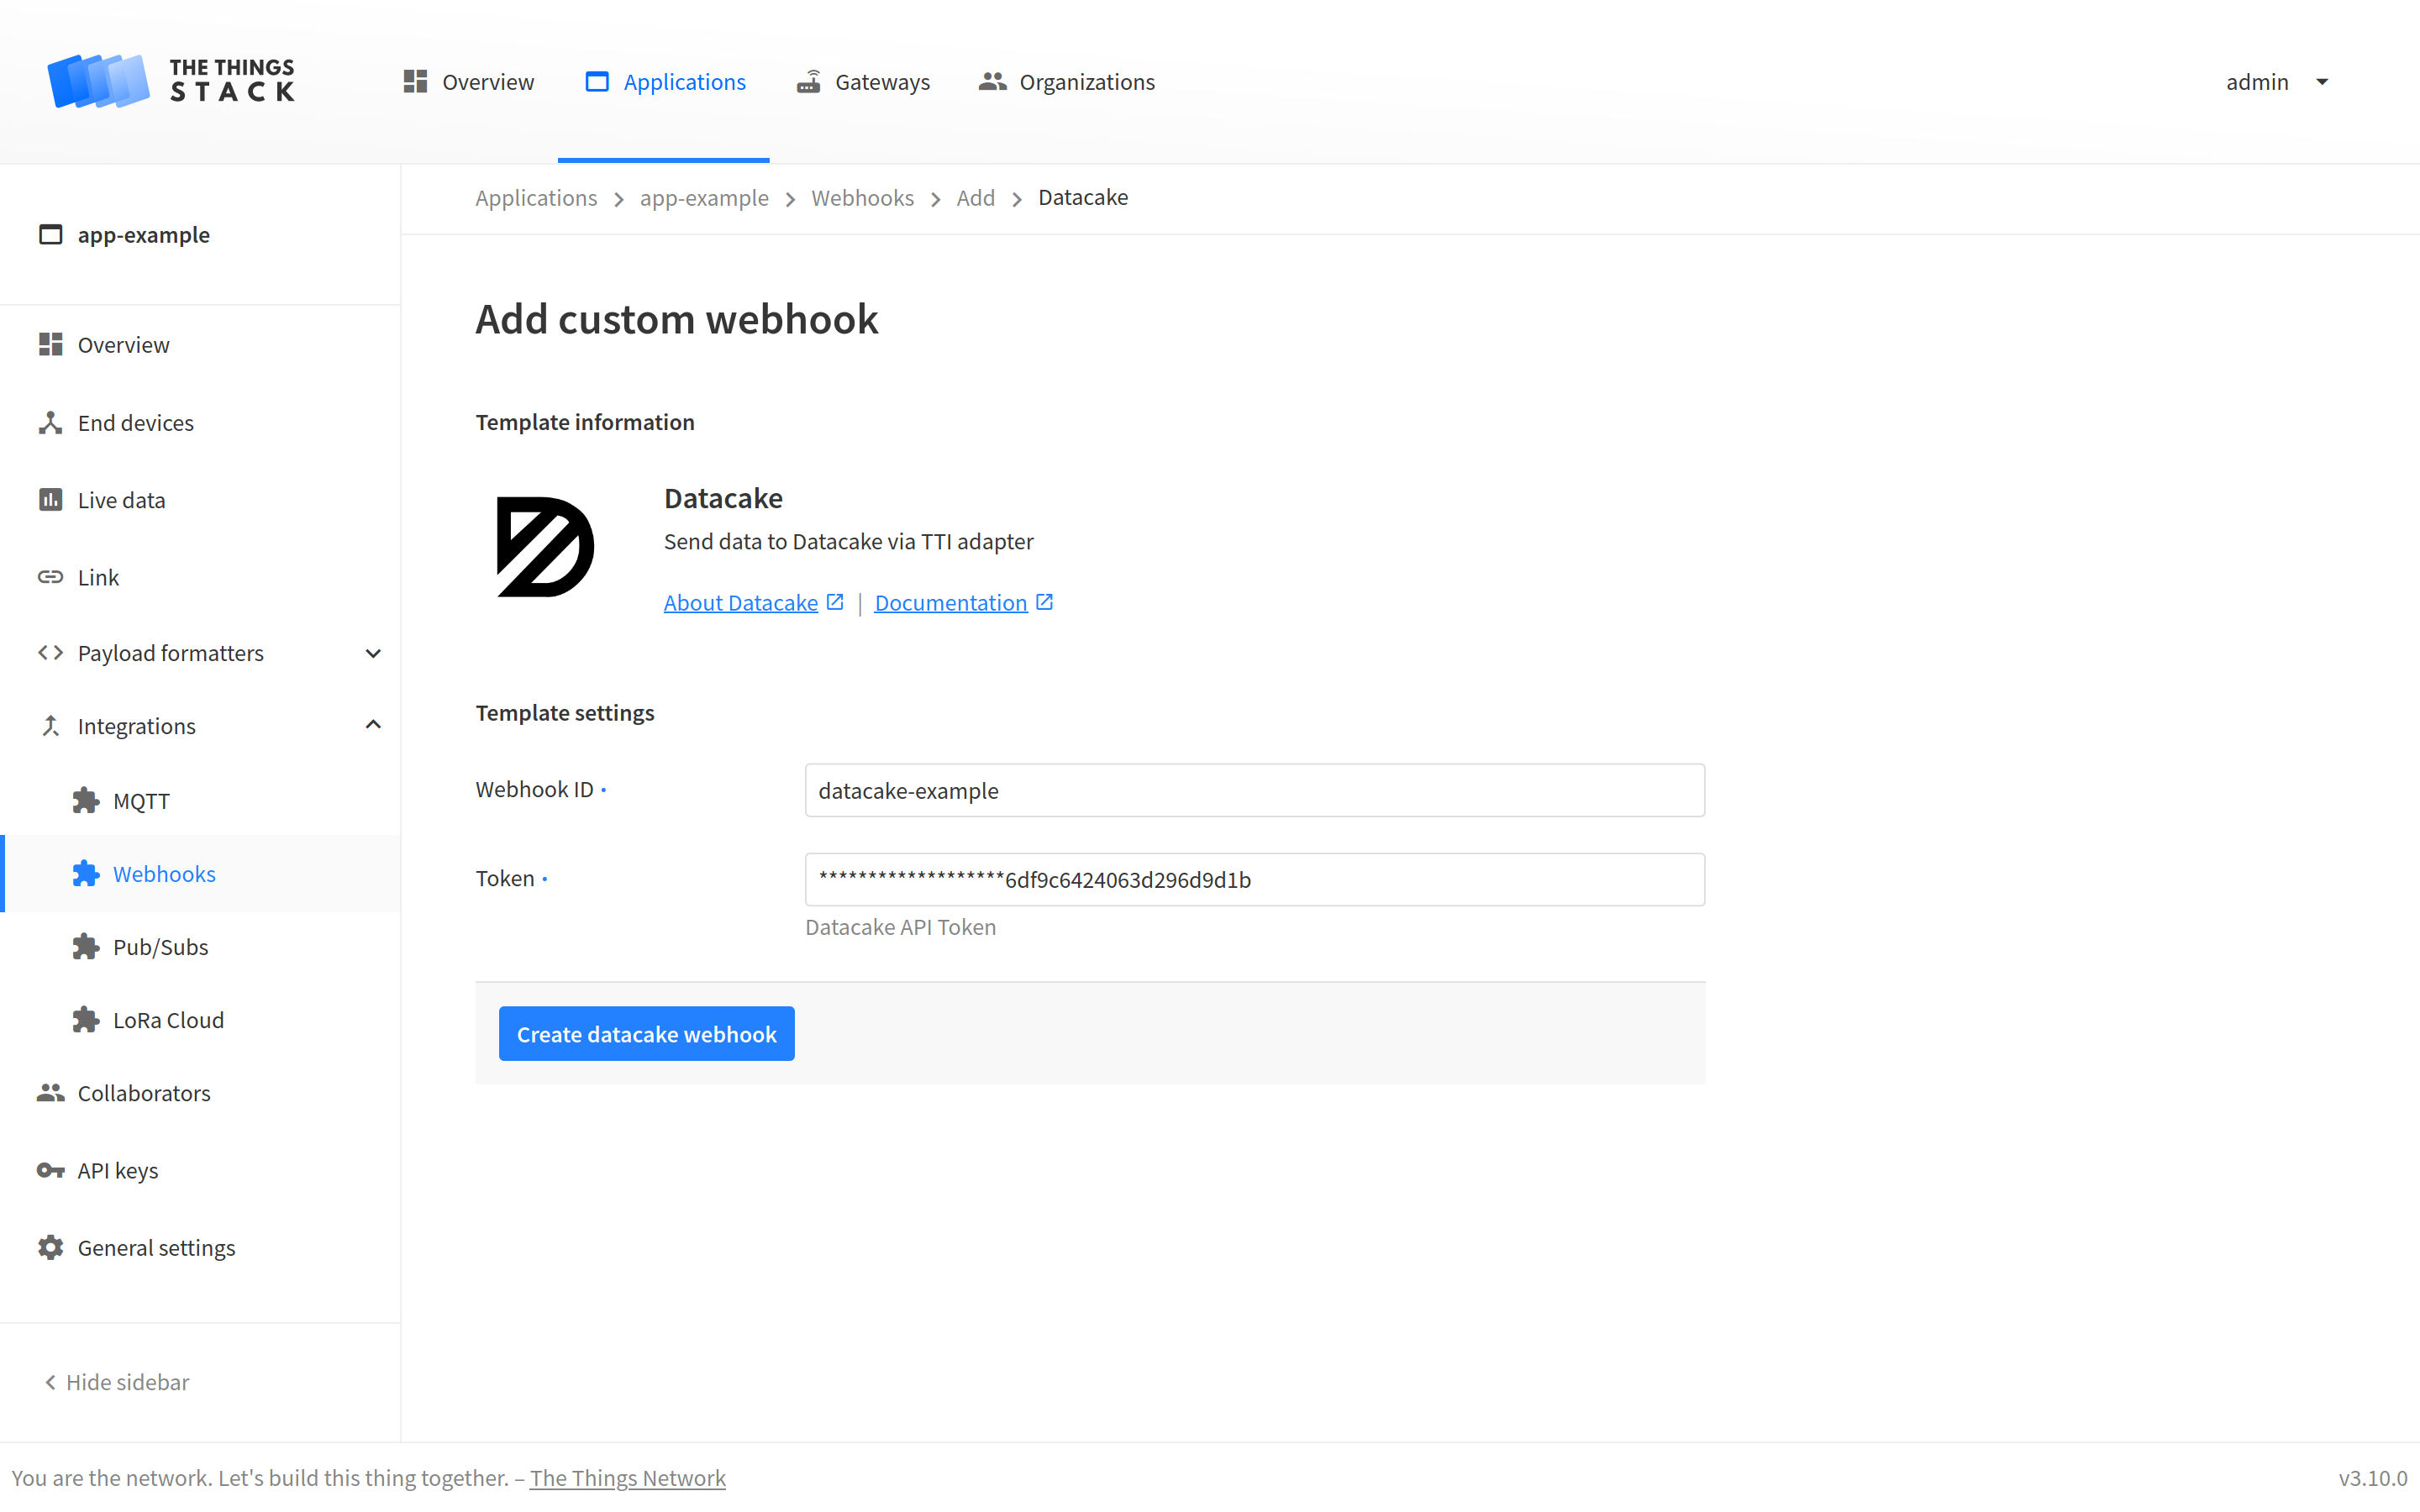 THE THINGS
STACK
Overview
Applications
Gateways
Organizations
admin
app-example
Overview
End devices
Live data
Link
Payload formatters
Integrations
MQTT
Webhooks
Pub/Subs
LoRa Cloud
Collaborators
API keys
General settings
Hide sidebar
Applications > app-example > Webhooks > Add > Datacake
Add custom webhook
Template information
Datacake
Send data to Datacake via TTI adapter
About Datacake | Documentation
Template settings
Webhook ID • datacake-example
Token • *******************6df9c6424063d296d9d1b
Datacake API Token
Create datacake webhook
You are the network. Let's build this thing together. – The Things Network
v3.10.0